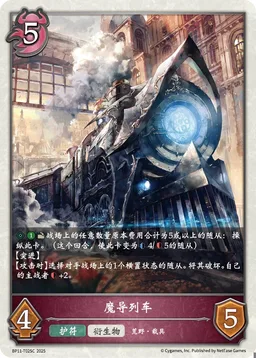 5
战场上的任意数量原本费用合计为5或以上的随从：操
纵此卡。（这个回合，使此卡变为 4/ 5的随从）
【突进】
【攻击时】选择对手战场上的1个横置状态的随从。将其破坏。自己
的主战者 +2。
魔导列车
4
护符 衍生物 荒野・载具
5
BP11-T02SC 2025
© Cygames, Inc. Published by NetEase Games